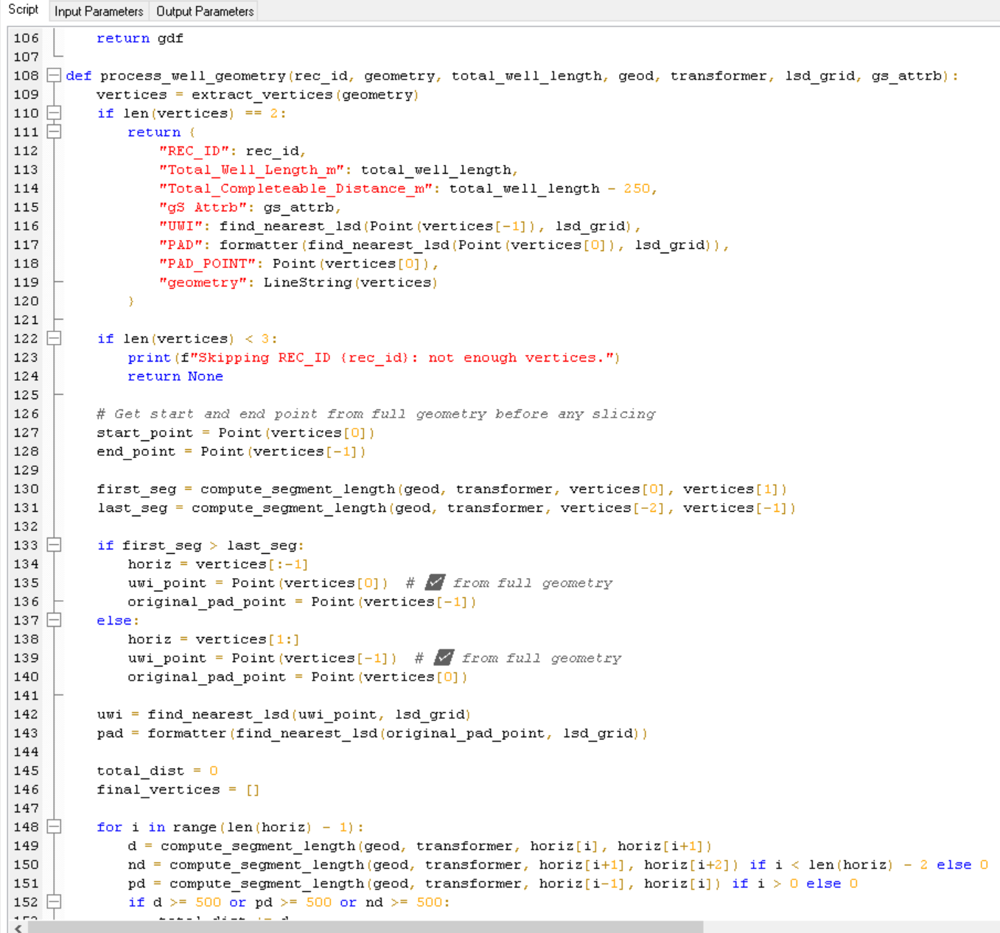 Script Input Parameters Output Parameters
106 return gdf
107
108 def process_well_geometry(rec_id, geometry, total_well_length, geod, transformer, lsd_grid, gs_attrb):
109 vertices = extract_vertices(geometry)
110 if len(vertices) == 2:
111 return {
112 "REC_ID": rec_id,
113 "Total_Well_Length_m": total_well_length,
114 "Total_Completeable_Distance_m": total_well_length - 250,
115 "gS Attrb": gs_attrb,
116 "UWI": find_nearest_lsd(Point(vertices[-1]), lsd_grid),
117 "PAD": formatter(find_nearest_lsd(Point(vertices[0]), lsd_grid)),
118 "PAD_POINT": Point(vertices[0]),
119 "geometry": LineString(vertices)
120 }
121
122 if len(vertices) < 3:
123 print(f"Skipping REC_ID {rec_id}: not enough vertices.")
124 return None
125
126 # Get start and end point from full geometry before any slicing
127 start_point = Point(vertices[0])
128 end_point = Point(vertices[-1])
129
130 first_seg = compute_segment_length(geod, transformer, vertices[0], vertices[1])
131 last_seg = compute_segment_length(geod, transformer, vertices[-2], vertices[-1])
132
133 if first_seg > last_seg:
134 horiz = vertices[:-1]
135 uwi_point = Point(vertices[0]) # ✅ from full geometry
136 original_pad_point = Point(vertices[-1])
137 else:
138 horiz = vertices[1:]
139 uwi_point = Point(vertices[-1]) # ✅ from full geometry
140 original_pad_point = Point(vertices[0])
141
142 uwi = find_nearest_lsd(uwi_point, lsd_grid)
143 pad = formatter(find_nearest_lsd(original_pad_point, lsd_grid))
144
145 total_dist = 0
146 final_vertices = []
147
148 for i in range(len(horiz) - 1):
149 d = compute_segment_length(geod, transformer, horiz[i], horiz[i+1])
150 nd = compute_segment_length(geod, transformer, horiz[i+1], horiz[i+2]) if i < len(horiz) - 2 else 0
151 pd = compute_segment_length(geod, transformer, horiz[i-1], horiz[i]) if i > 0 else 0
152 if d >= 500 or pd >= 500 or nd >= 500: